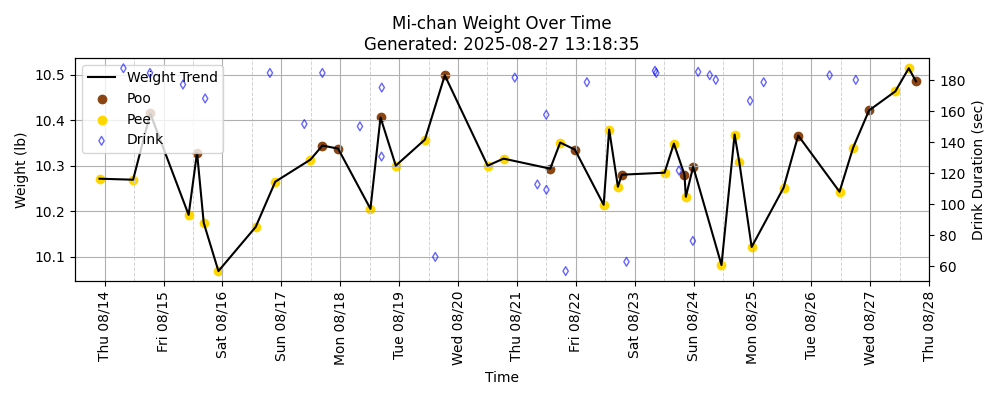 Mi-chan Weight Over Time
Generated: 2025-08-27 13:18:35
Weight Trend
Poo
Pee
Drink
Weight (lb)
10.5
10.4
10.3
10.2
10.1
180
160
140
120
100
80
60
Drink Duration (sec)
Thu 08/14
Fri 08/15
Sat 08/16
Sun 08/17
Mon 08/18
Tue 08/19
Wed 08/20
Thu 08/21
Fri 08/22
Sat 08/23
Sun 08/24
Mon 08/25
Tue 08/26
Wed 08/27
Thu 08/28
Time